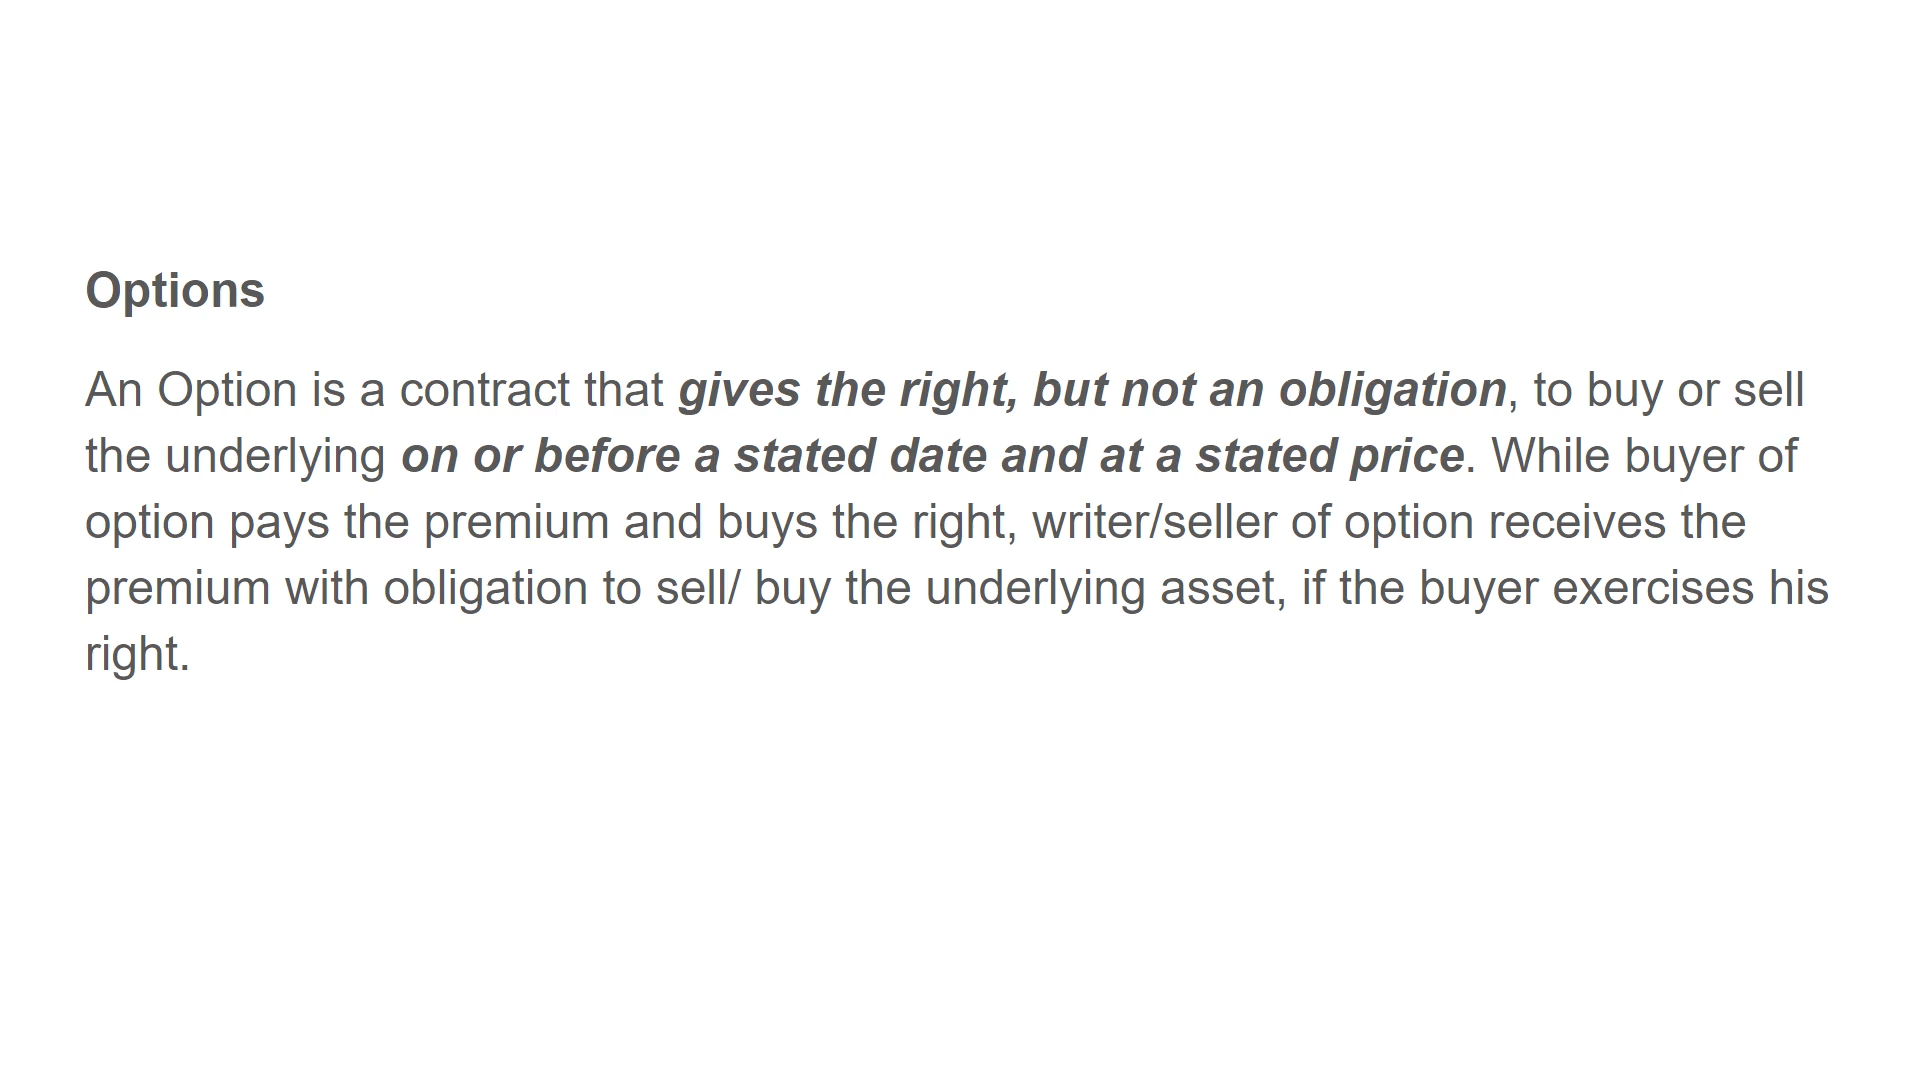 Options
An Option is a contract that gives the right, but not an obligation, to buy or sell
the underlying on or before a stated date and at a stated price. While buyer of
option pays the premium and buys the right, writer/seller of option receives the
premium with obligation to sell/ buy the underlying asset, if the buyer exercises his
right.